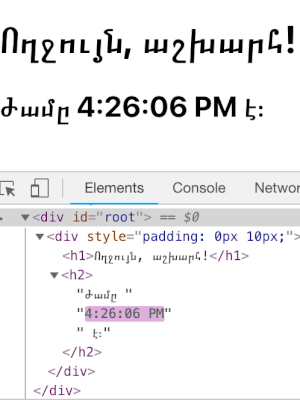 Ողջույն, աշխարհ!
Ժամը 4:26:06 PM է։
Elements Console Networ
▼<div id="root"> == $0
▼<div style="padding: 0px 10px;">
<h1>Ողջույն, աշխարհ!</h1>
▼<h2>
"Ժամը "
"4:26:06 PM"
" է։"
</h2>
</div>
</div>